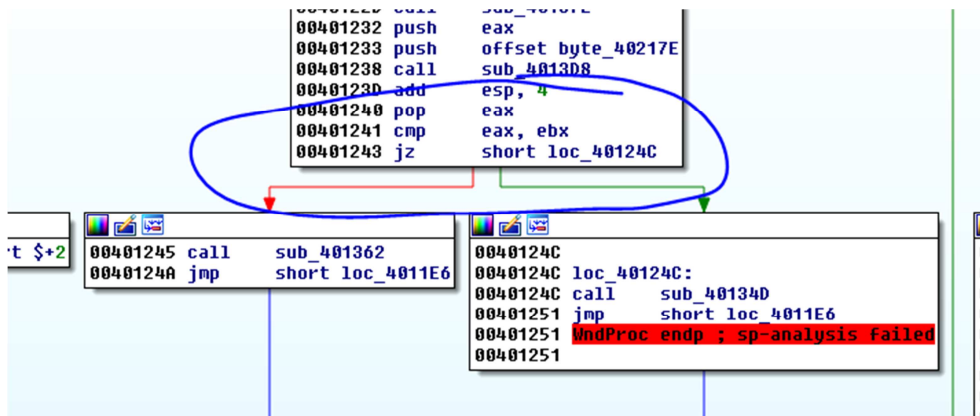 00401232 push eax
00401233 push offset byte_40217E
00401238 call sub_4013D8
0040123D add esp, 4
00401240 pop eax
00401241 cmp eax, ebx
00401243 jz short loc_40124C
t $+2
00401245 call sub_401362
0040124A jmp short loc_4011E6
0040124C
0040124C loc_40124C:
0040124C call sub_40134D
00401251 jmp short loc_4011E6
00401251 WndProc endp ; sp-analysis failed
00401251